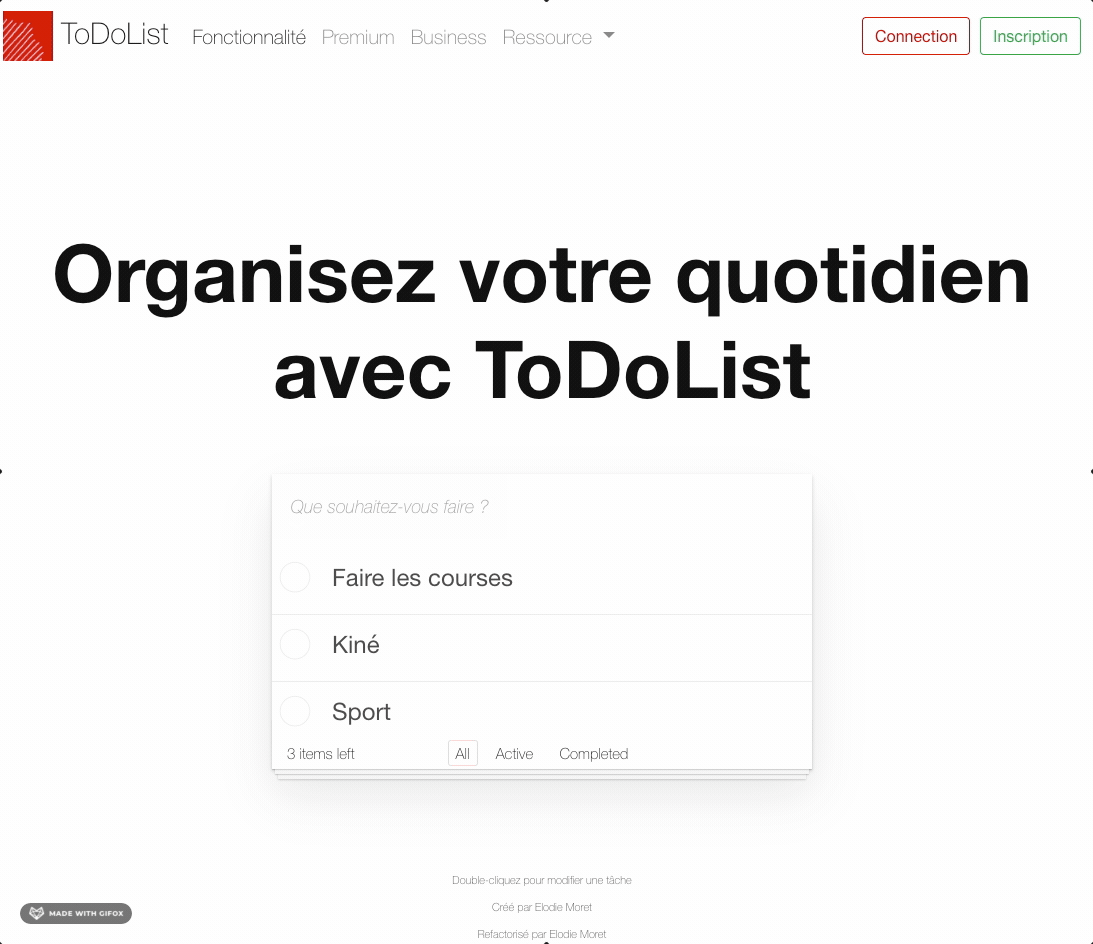 ToDoList Fonctionnalité Premium Business Ressource Connection Inscription
Organisez votre quotidien
avec ToDoList
Que souhaitez-vous faire ?
Faire les courses
Kiné
Sport
3 items left All Active Completed
Double-cliquez pour modifier une tâche
Créé par Elodie Moret
MADE WITH GIFOX
Refactorisé par Elodie Moret